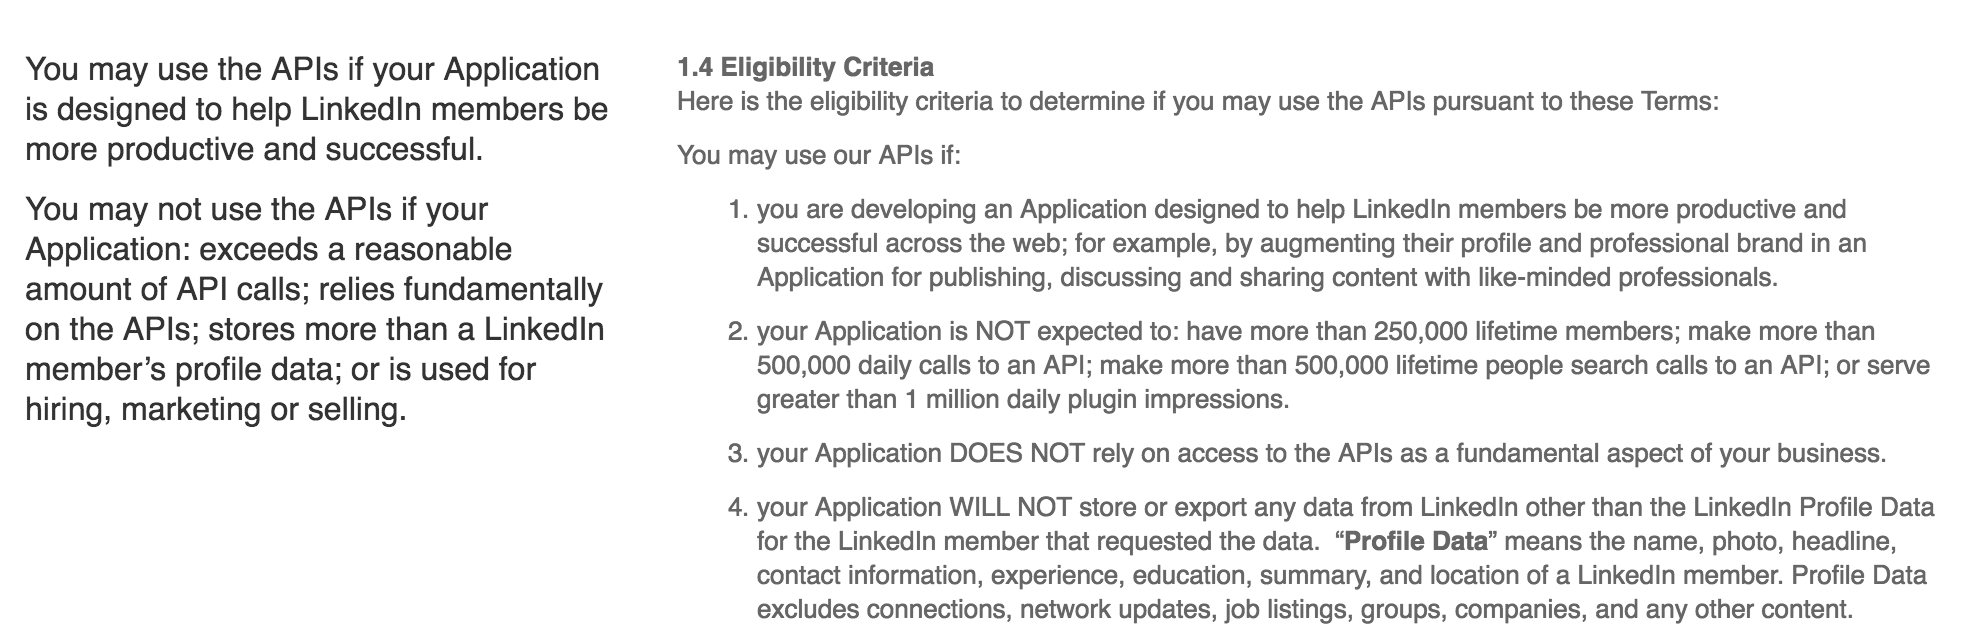 You may use the APIs if your Application
is designed to help LinkedIn members be
more productive and successful.
You may not use the APIs if your
Application: exceeds a reasonable
amount of API calls; relies fundamentally
on the APIs; stores more than a LinkedIn
member’s profile data; or is used for
hiring, marketing or selling.
1.4 Eligibility Criteria
Here is the eligibility criteria to determine if you may use the APIs pursuant to these Terms:
You may use our APIs if:
1. you are developing an Application designed to help LinkedIn members be more productive and
successful across the web; for example, by augmenting their profile and professional brand in an
Application for publishing, discussing and sharing content with like-minded professionals.
2. your Application is NOT expected to: have more than 250,000 lifetime members; make more than
500,000 daily calls to an API; make more than 500,000 lifetime people search calls to an API; or serve
greater than 1 million daily plugin impressions.
3. your Application DOES NOT rely on access to the APIs as a fundamental aspect of your business.
4. your Application WILL NOT store or export any data from LinkedIn other than the LinkedIn Profile Data
for the LinkedIn member that requested the data.  “Profile Data” means the name, photo, headline,
contact information, experience, education, summary, and location of a LinkedIn member. Profile Data
excludes connections, network updates, job listings, groups, companies, and any other content.